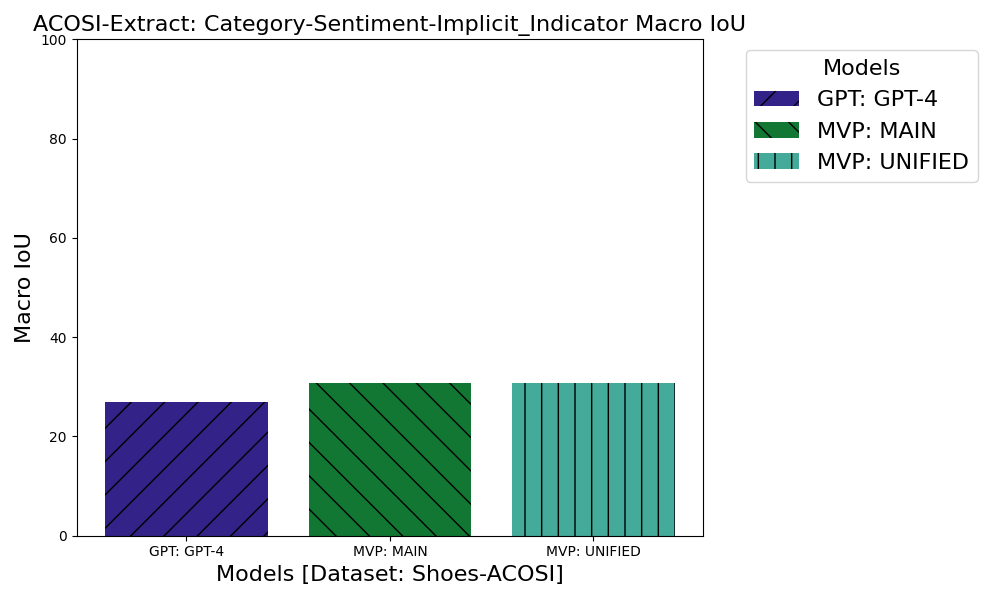 ACOSI-Extract: Category-Sentiment-Implicit_Indicator Macro IoU
100
80
60
40
20
0
Macro IoU
GPT: GPT-4
MVP: MAIN
MVP: UNIFIED
Models [Dataset: Shoes-ACOSI]
Models
GPT: GPT-4
MVP: MAIN
MVP: UNIFIED